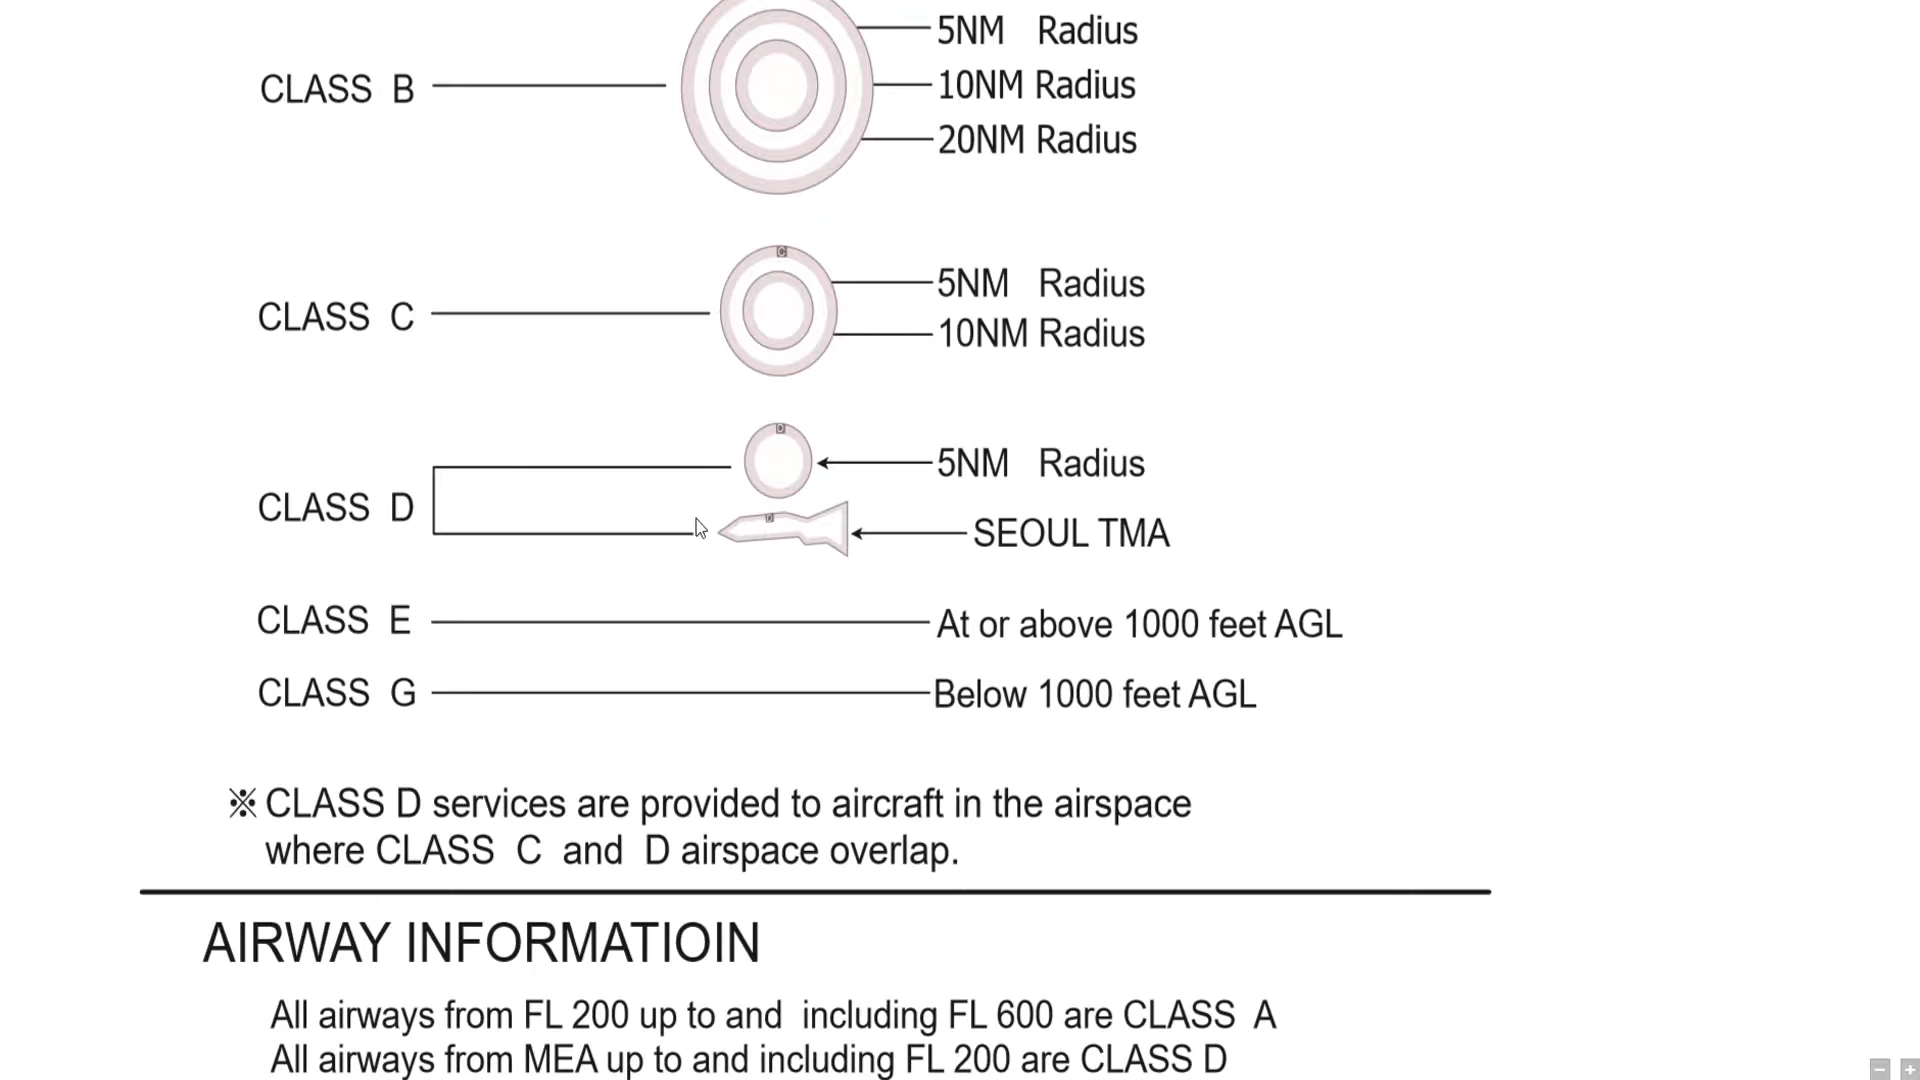 5NM Radius
CLASS B
10NM Radius
20NM Radius
C
5NM Radius
CLASS C
10NM Radius
D
5NM Radius
CLASS D
SEOUL TMA
CLASS E
At or above 1000 feet AGL
CLASS G
Below 1000 feet AGL
※ CLASS D services are provided to aircraft in the airspace
where CLASS C and D airspace overlap.
AIRWAY INFORMATIOIN
All airways from FL 200 up to and including FL 600 are CLASS A
All airways from MEA up to and including FL 200 are CLASS D